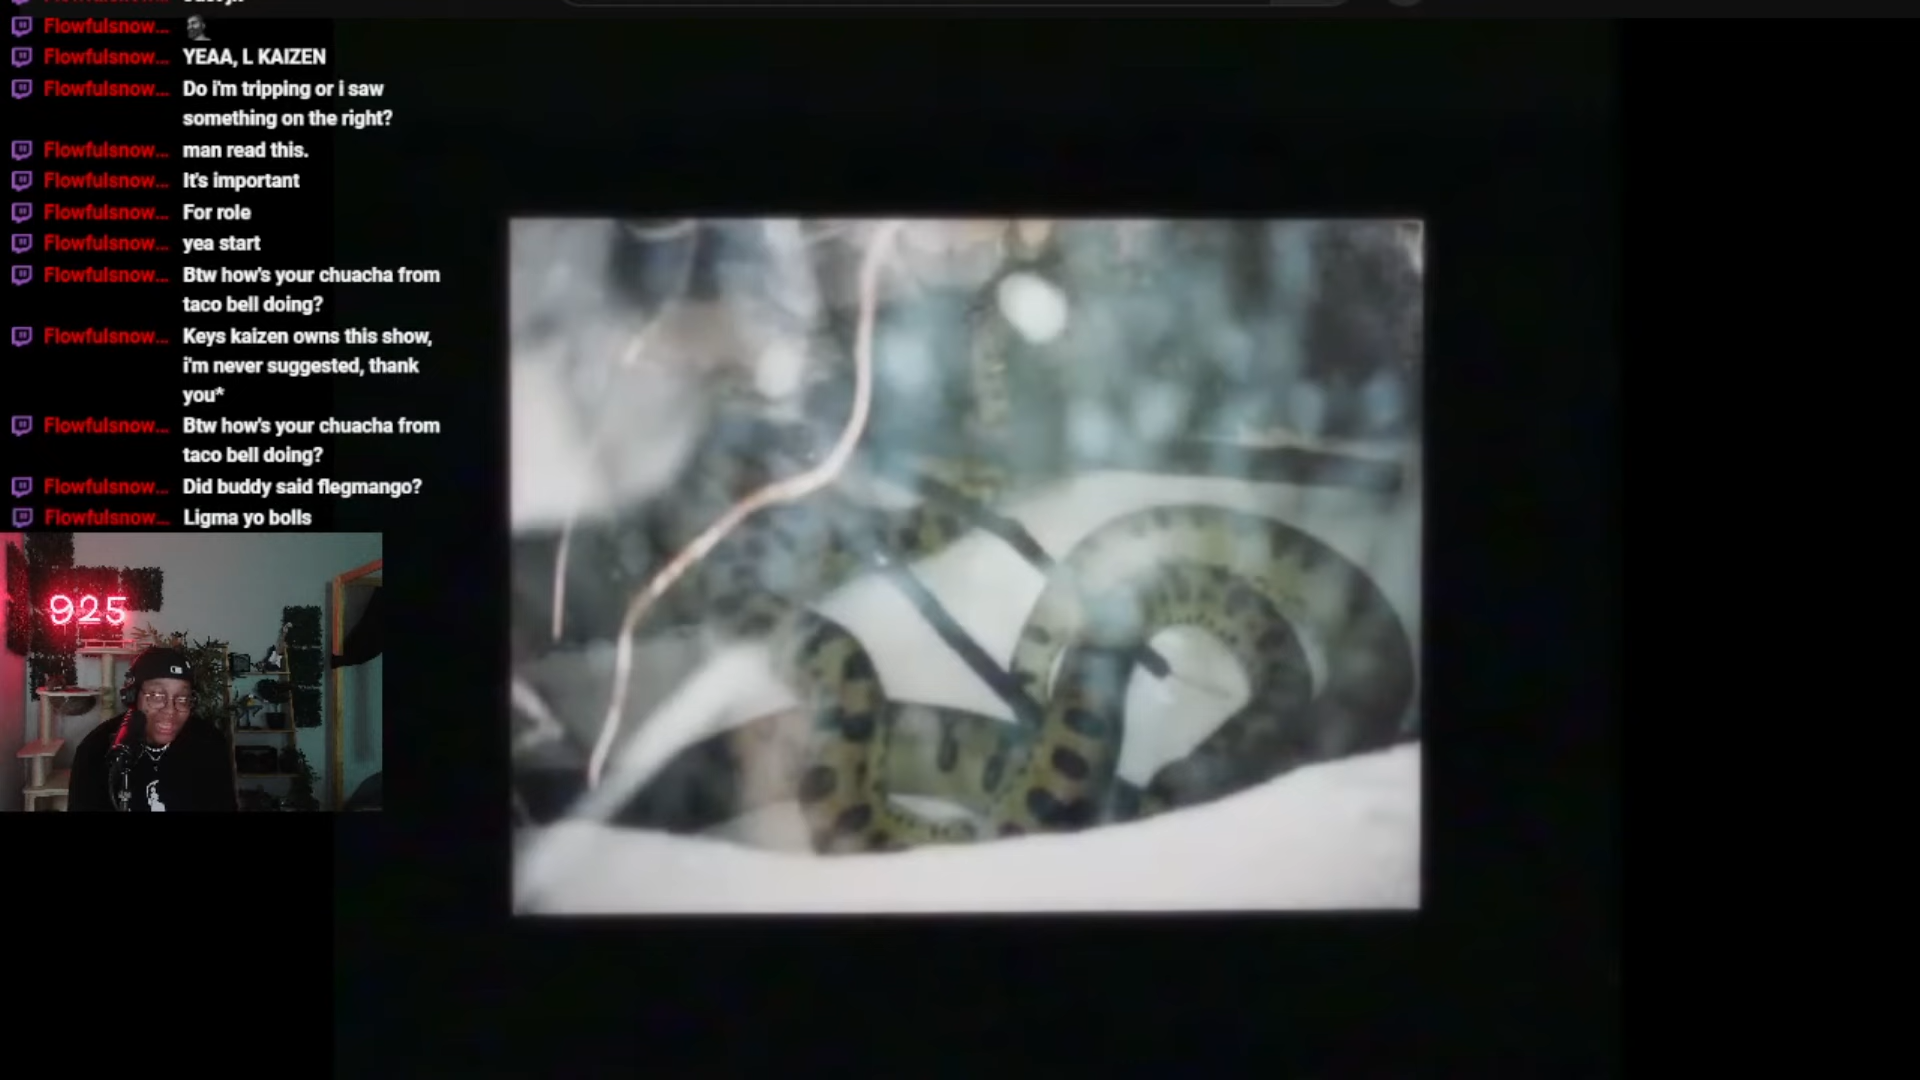 Flowfulsnow...
Flowfulsnow... YEAA, L KAIZEN
Flowfulsnow... Do i'm tripping or i saw
something on the right?
Flowfulsnow... man read this.
Flowfulsnow... It's important
Flowfulsnow... For role
Flowfulsnow... yea start
Flowfulsnow... Btw how's your chuacha from
taco bell doing?
Flowfulsnow... Keys kaizen owns this show,
i'm never suggested, thank
you*
Flowfulsnow... Btw how's your chuacha from
taco bell doing?
Flowfulsnow... Did buddy said flegmango?
Flowfulsnow... Ligma yo bolls
925